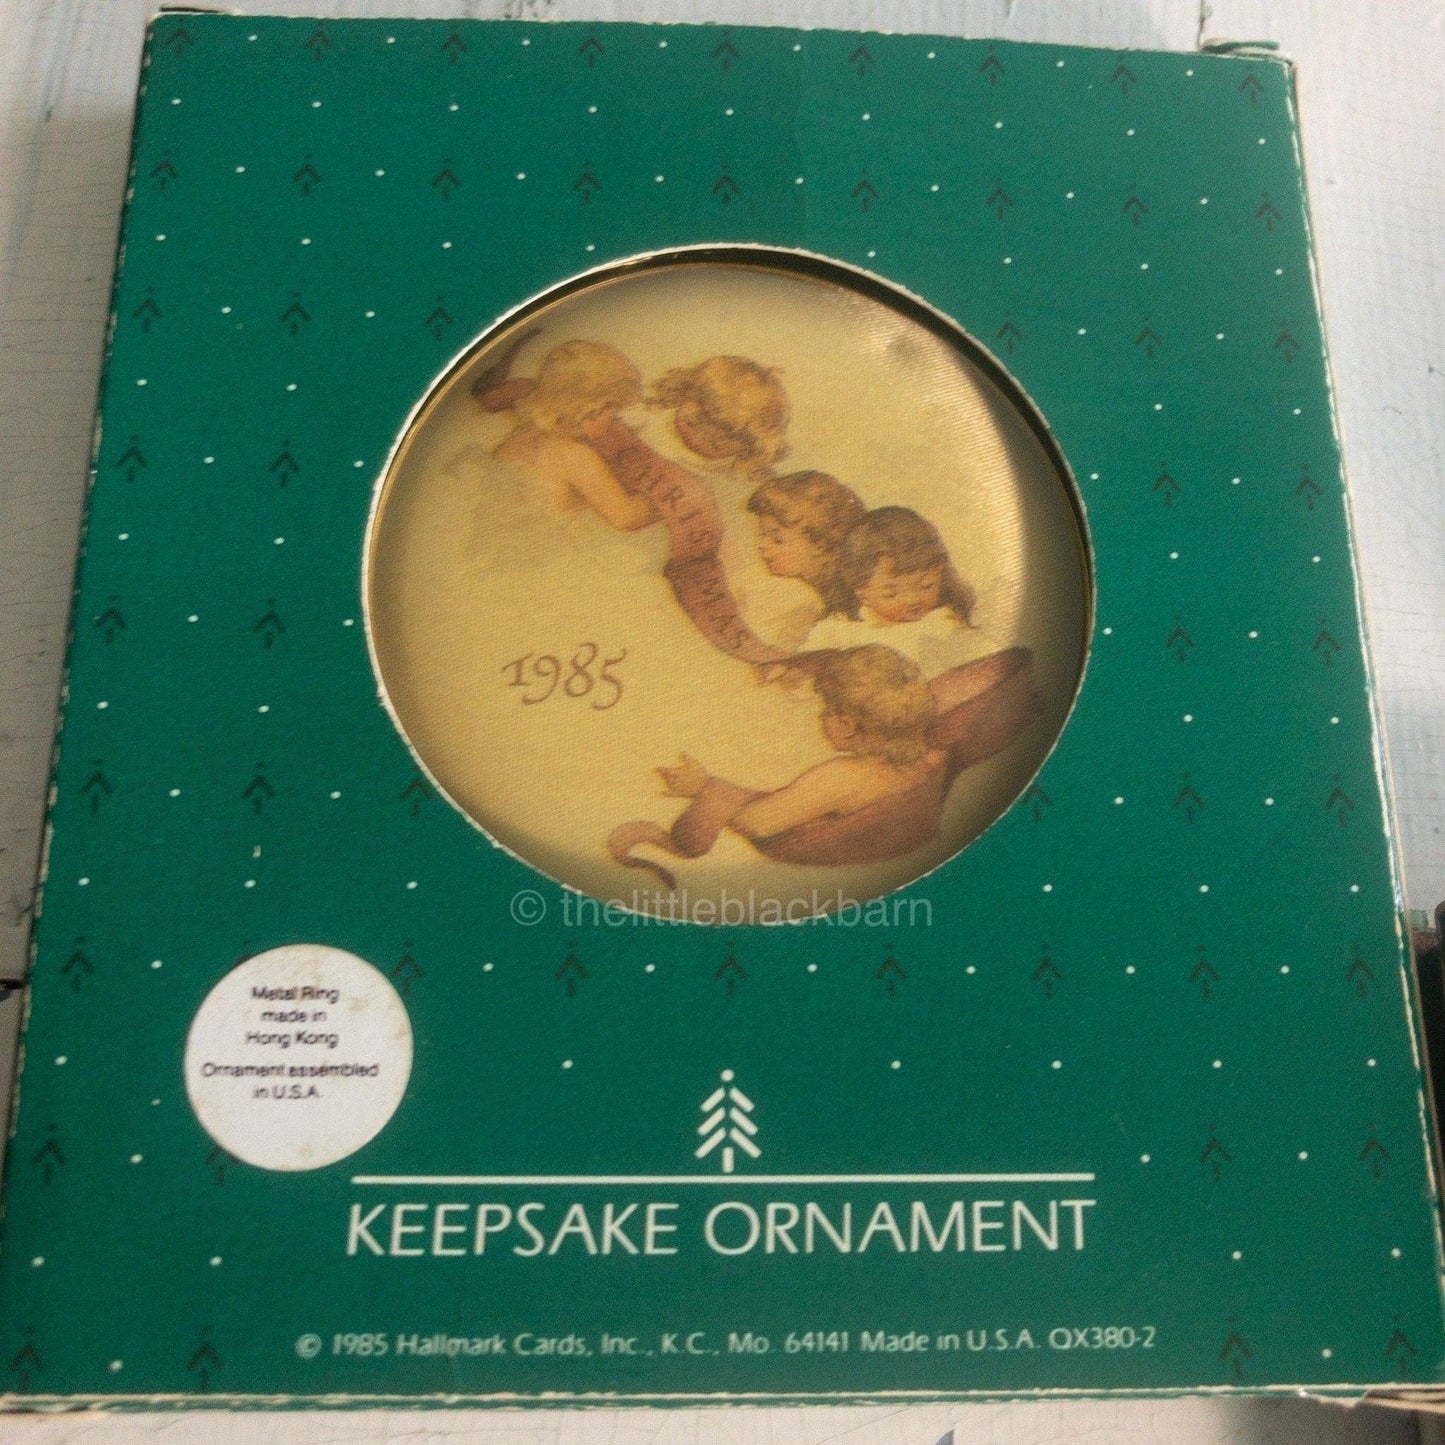 HRISTMAS
1985
© thelittleblackbarn
Metal Ring
made in
Hong Kong
Ornament assembled
in U.S.A.
KEEPSAKE ORNAMENT
© 1985 Hallmark Cards, Inc., K.C., Mo. 64141 Made in U.S.A. QX380-2